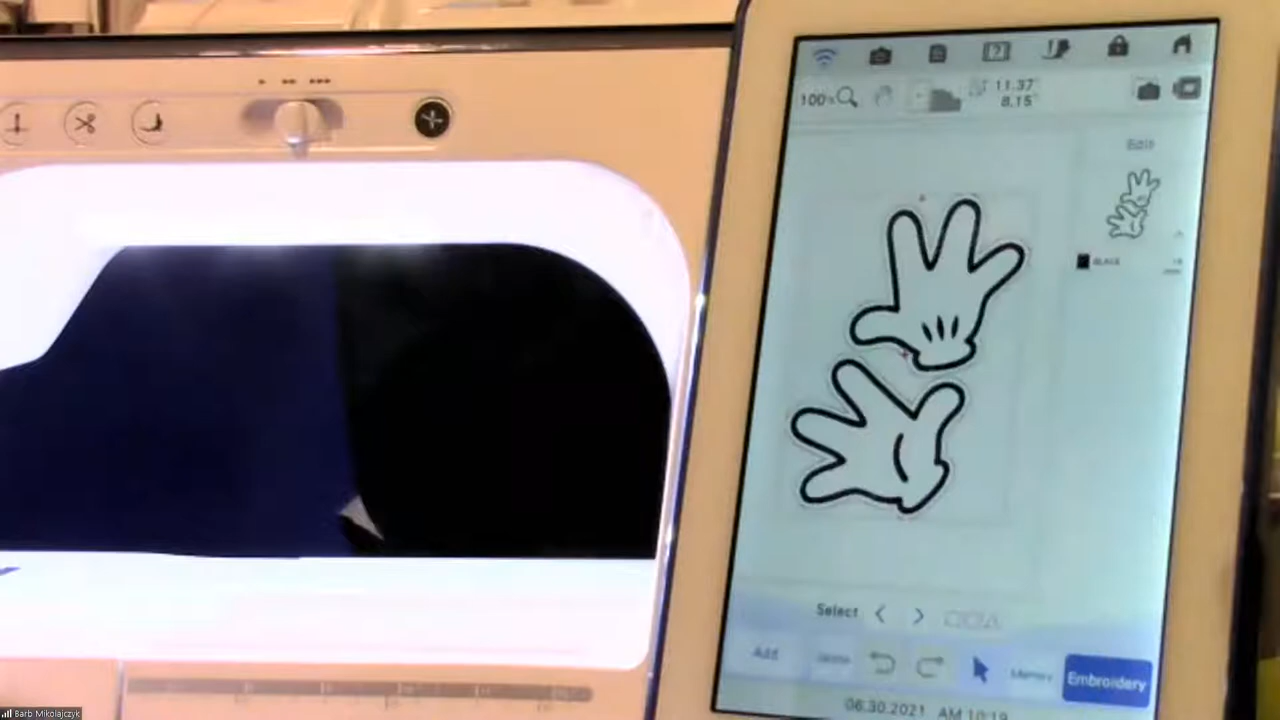 100%
11.37"
8.15"
Edit
BLACK
Select
Add
Delete
Memory
Embroidery
06.30.2021 AM 10:19
Barb Mikolajczyk